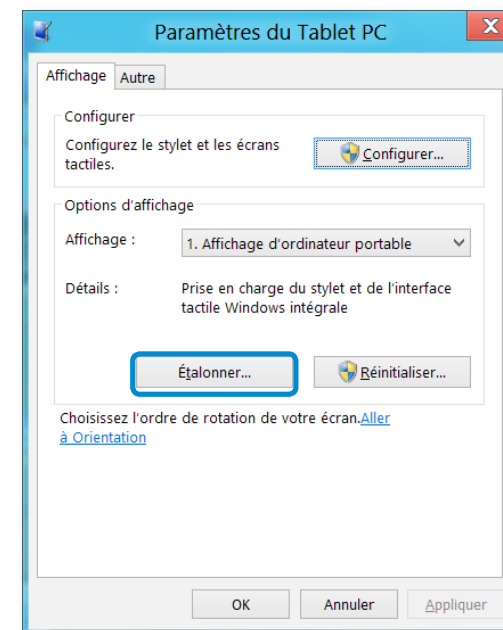 Paramètres du Tablet PC
X
Affichage Autre
Configurer
Configurez le stylet et les écrans
tactiles.
Configurer...
Options d'affichage
Affichage :
1. Affichage d'ordinateur portable
Détails :
Prise en charge du stylet et de l'interface
tactile Windows intégrale
Étalonner...
Réinitialiser...
Choisissez l'ordre de rotation de votre écran.Aller
à Orientation
OK Annuler Appliquer